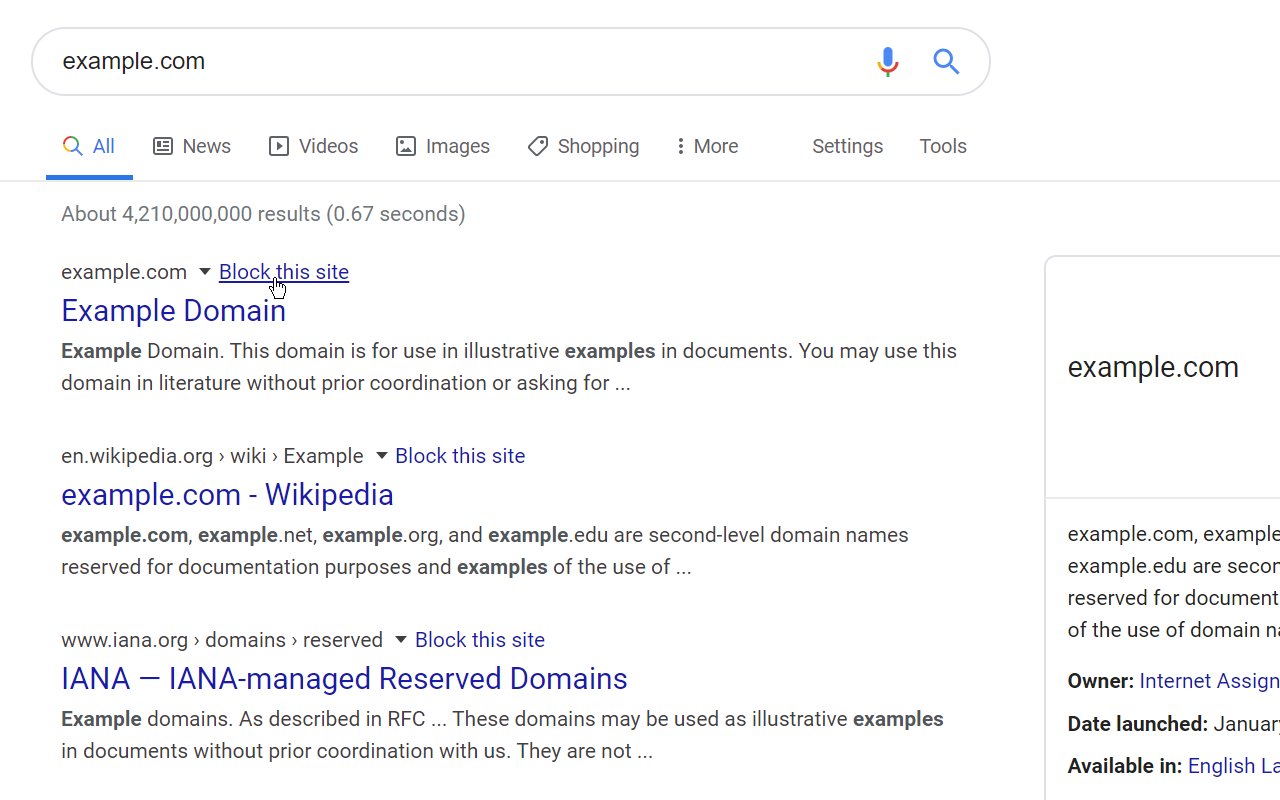 example.com
All News Videos Images Shopping More Settings Tools
About 4,210,000,000 results (0.67 seconds)
example.com Block this site
Example Domain
Example Domain. This domain is for use in illustrative examples in documents. You may use this
domain in literature without prior coordination or asking for ...
en.wikipedia.org › wiki › Example Block this site
example.com - Wikipedia
example.com, example.net, example.org, and example.edu are second-level domain names
reserved for documentation purposes and examples of the use of ...
www.iana.org › domains › reserved Block this site
IANA — IANA-managed Reserved Domains
Example domains. As described in RFC ... These domains may be used as illustrative examples
in documents without prior coordination with us. They are not ...
example.com
example.com, example
example.edu are secon
reserved for document
of the use of domain na
Owner: Internet Assign
Date launched: January
Available in: English La